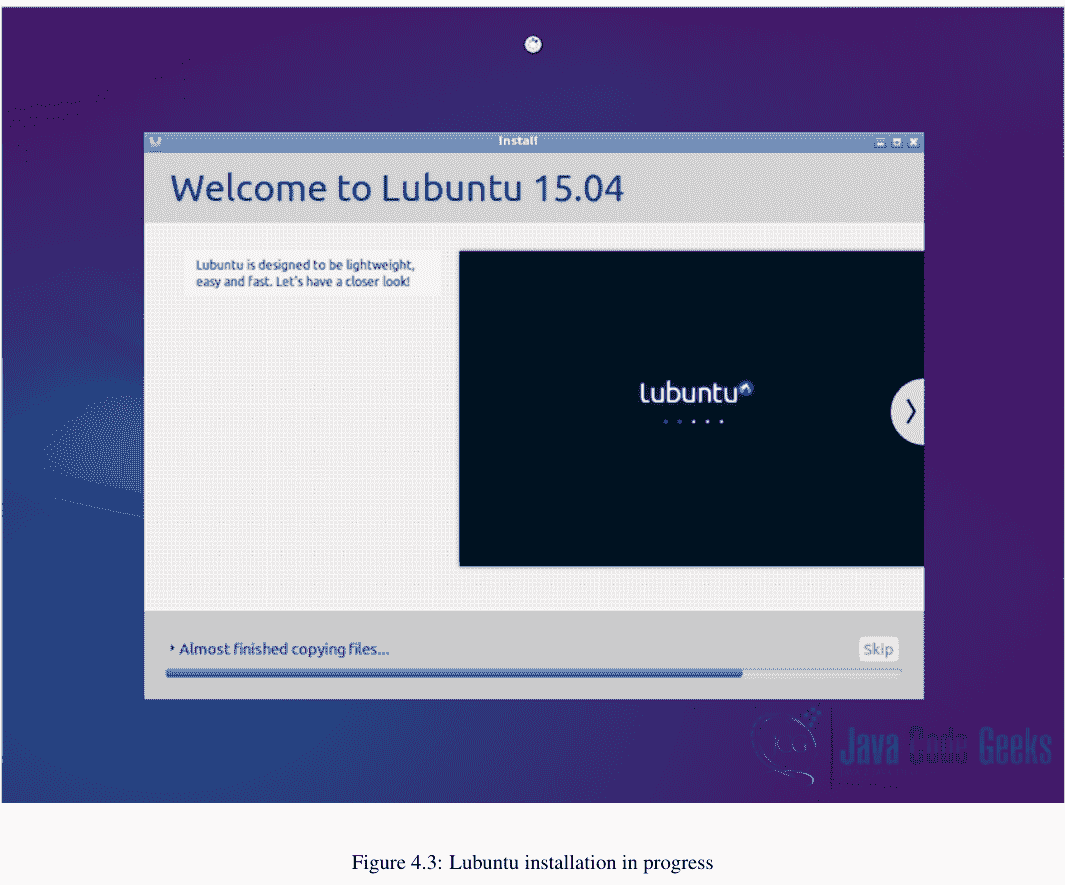 Install
Welcome to Lubuntu 15.04
Lubuntu is designed to be lightweight,
easy and fast. Let's have a closer look!
lubuntu
Almost finished copying files...
Skip
Java Code Geeks
Figure 4.3: Lubuntu installation in progress